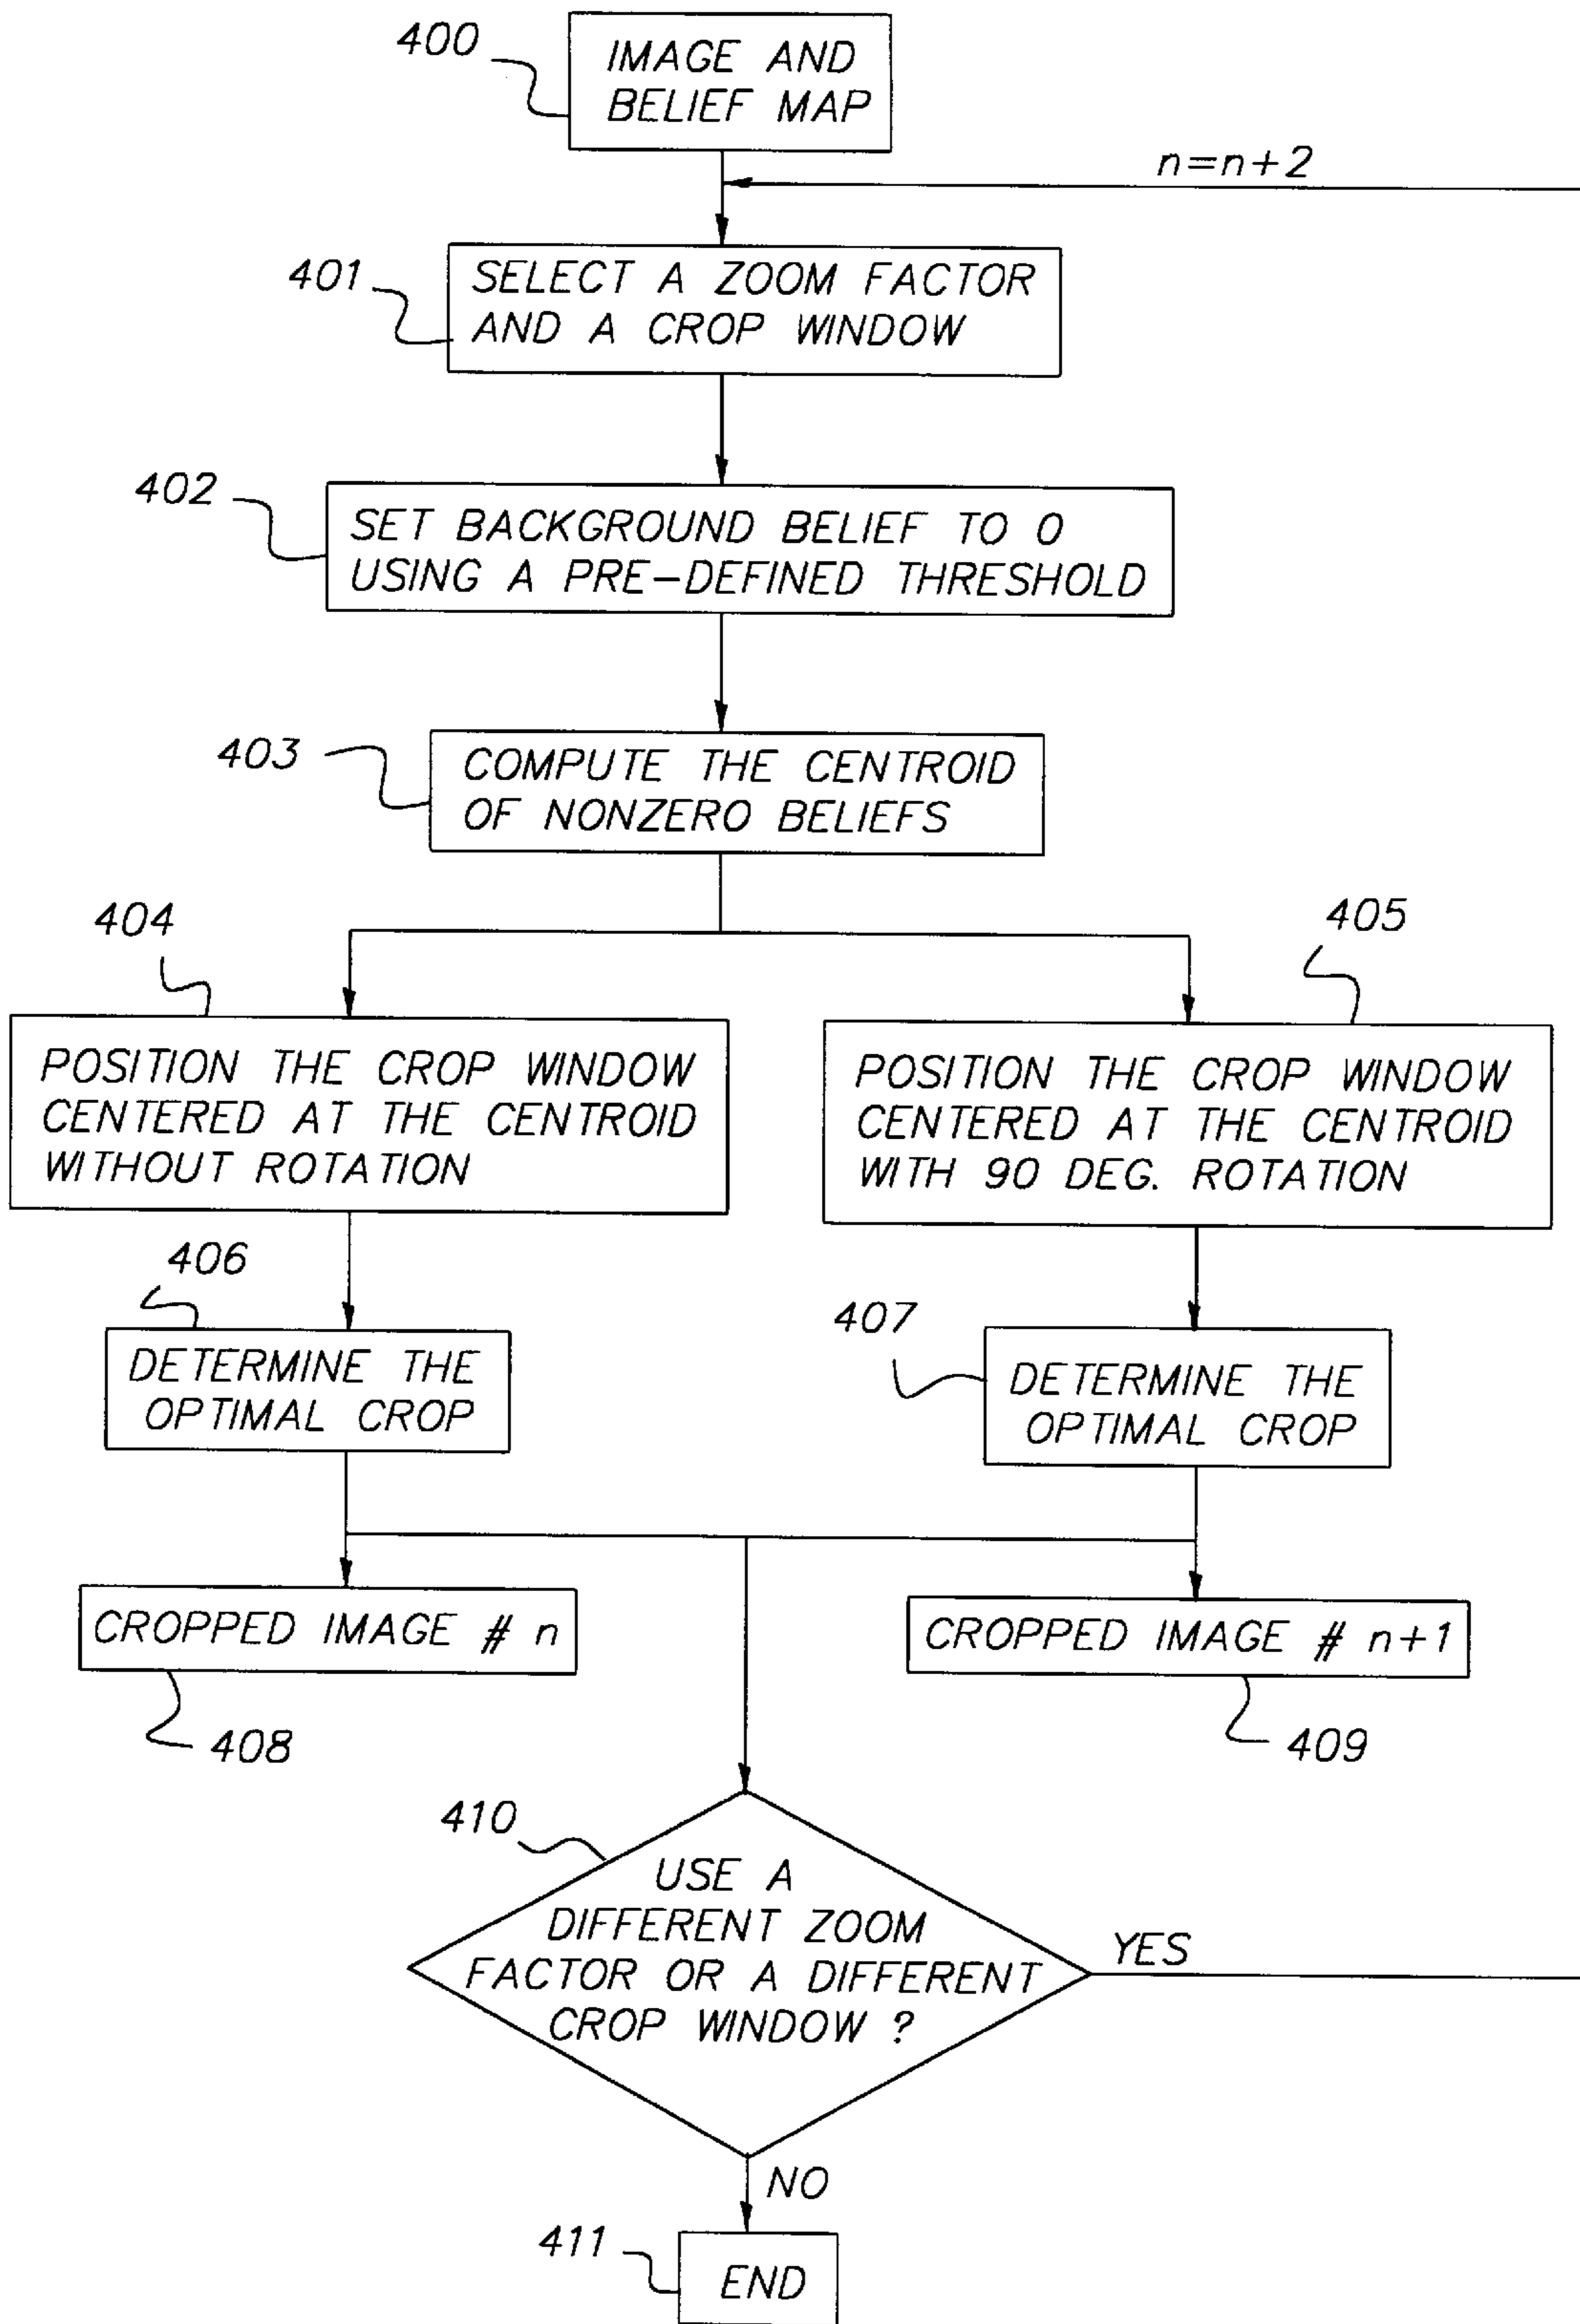 400
IMAGE AND
BELIEF MAP
n=n+2
401
SELECT A ZOOM FACTOR
AND A CROP WINDOW
402
SET BACKGROUND BELIEF TO 0
USING A PRE-DEFINED THRESHOLD
403
COMPUTE THE CENTROID
OF NONZERO BELIEFS
404
405
POSITION THE CROP WINDOW
CENTERED AT THE CENTROID
WITHOUT ROTATION
POSITION THE CROP WINDOW
CENTERED AT THE CENTROID
WITH 90 DEG. ROTATION
406
DETERMINE THE
OPTIMAL CROP
407
DETERMINE THE
OPTIMAL CROP
CROPPED IMAGE # n
408
CROPPED IMAGE # n+1
409
410
USE A
DIFFERENT ZOOM
FACTOR OR A DIFFERENT
CROP WINDOW ?
YES
NO
411
END